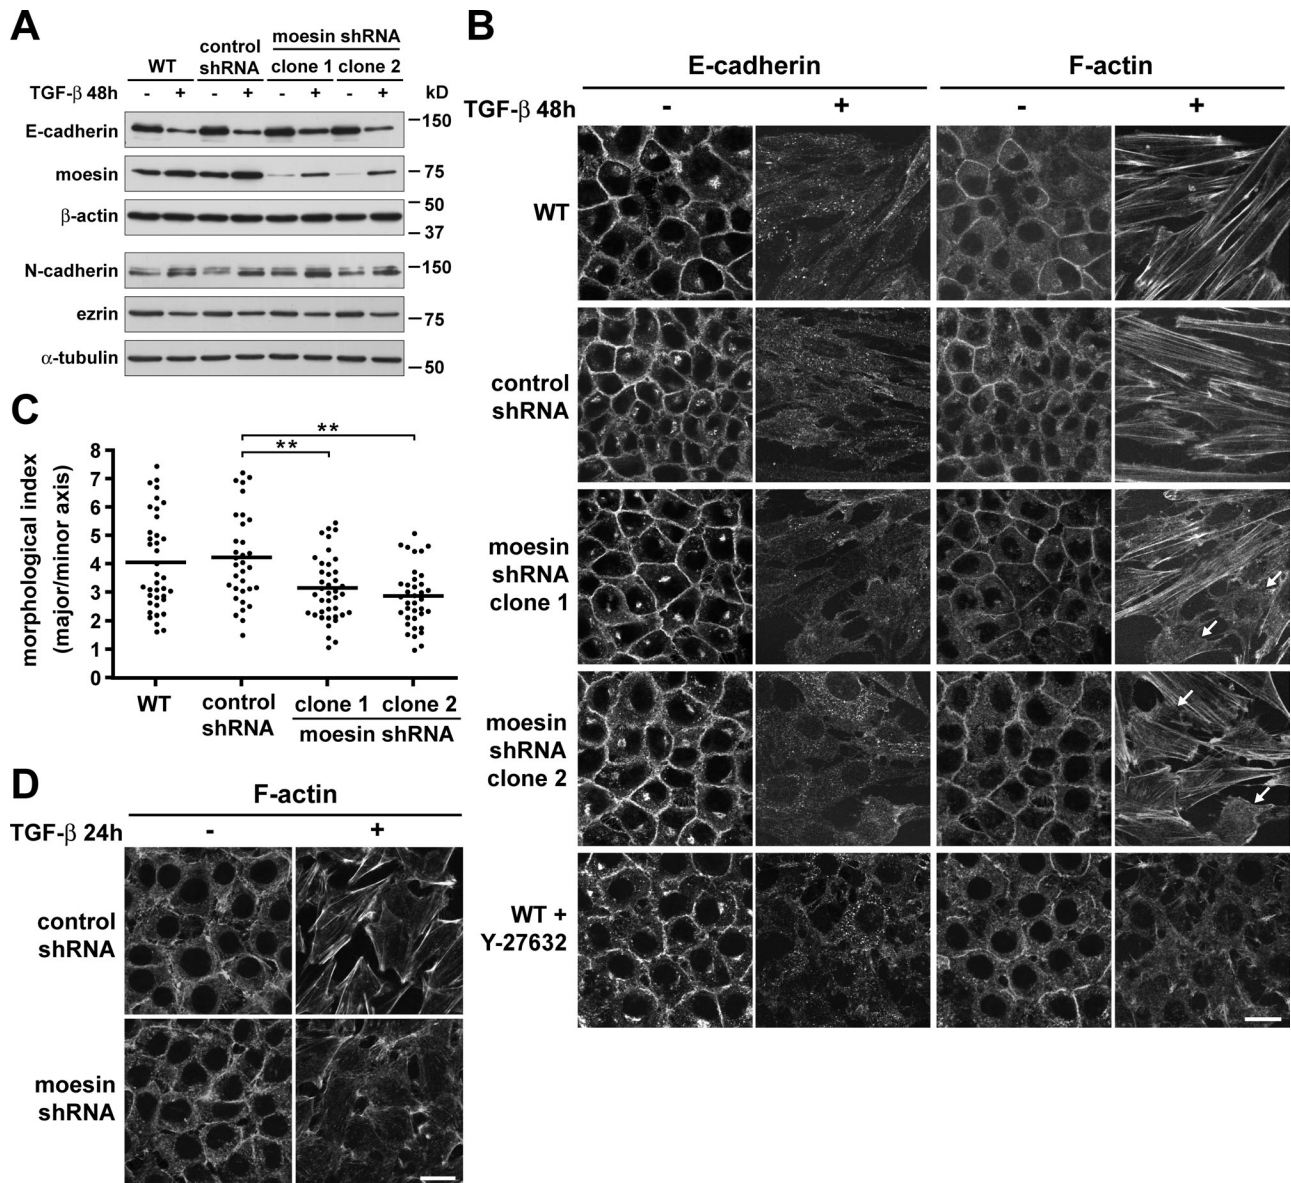 A
WT
control
shRNA
moesin shRNA
clone 1 clone 2
TGF-β 48h - + - + - + - + kD
E-cadherin 150
moesin 75
β-actin 50
37
N-cadherin 150
ezrin 75
α-tubulin 50
B
E-cadherin F-actin
TGF-β 48h - + - +
WT
control
shRNA
moesin
shRNA
clone 1
moesin
shRNA
clone 2
WT +
Y-27632
C
morphological index
(major/minor axis)
8
7
6
5
4
3
2
1
0
**
**
WT control
shRNA
clone 1 clone 2
moesin shRNA
D
F-actin
TGF-β 24h - +
control
shRNA
moesin
shRNA